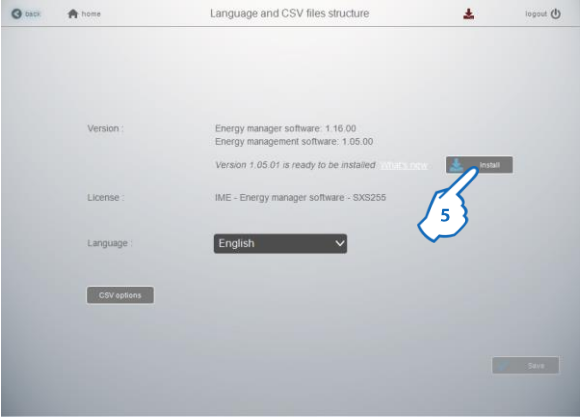 back home Language and CSV files structure logout
Version : Energy manager software: 1.16.00
Energy management software: 1.05.00
Version 1.05.01 is ready to be installed What's new Install
5
License : IME - Energy manager software - SXS255
Language : English
CSV options
Save